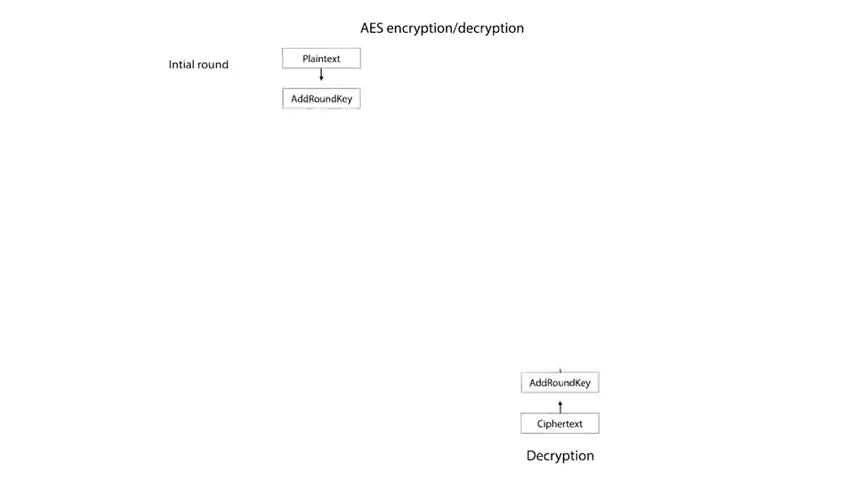 AES encryption/decryption
Plaintext
Intial round
AddRoundKey
AddRoundKey
Ciphertext
Decryption